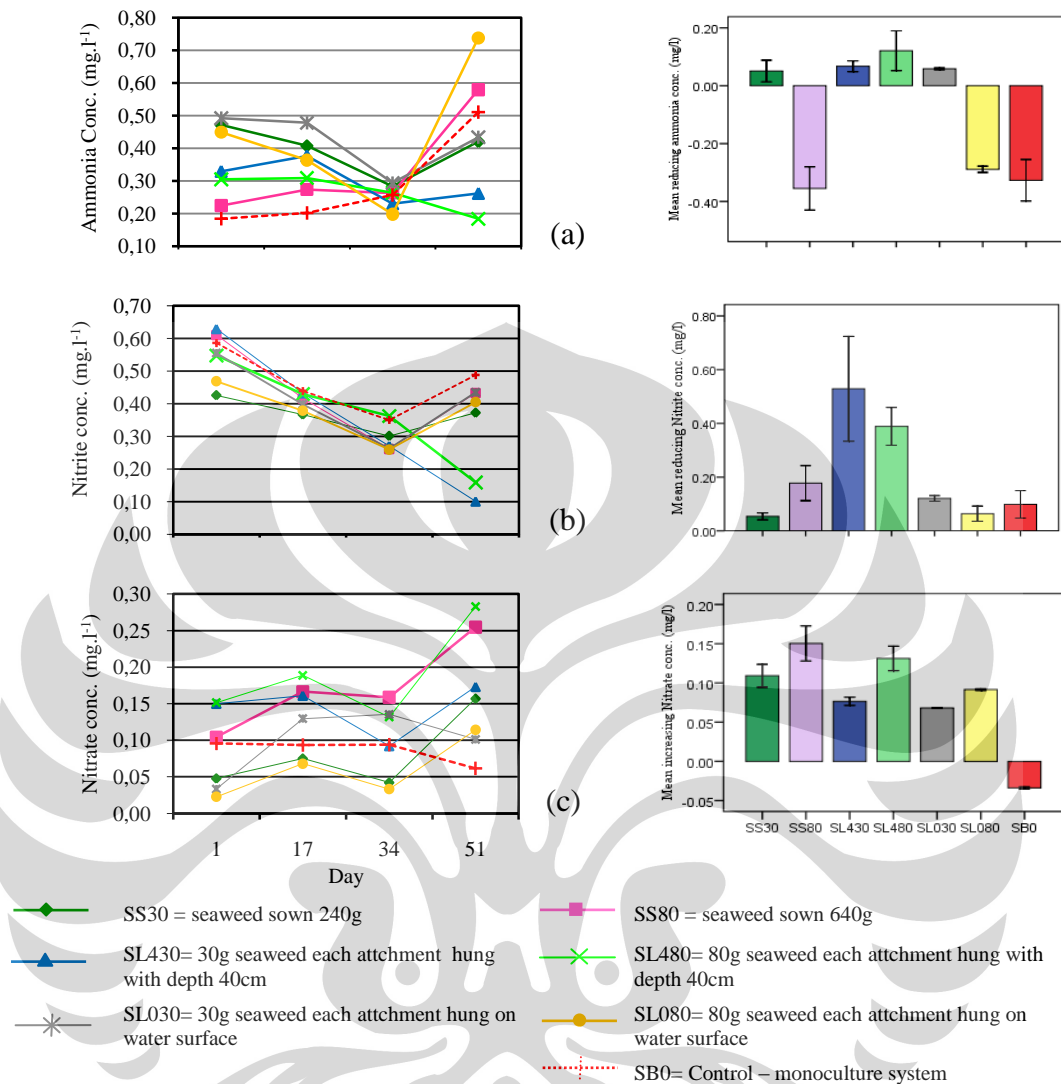 0,80
0,70
0,60
0,50
0,40
0,30
0,20
0,10
Ammonia Conc. (mg.l-1)
(a)
0.20
0.00
-0.20
-0.40
Mean reducing ammonia conc. (mg/l)
0,70
0,60
0,50
0,40
0,30
0,20
0,10
0,00
Nitrite conc. (mg.l-1)
(b)
0.80
0.60
0.40
0.20
0.00
Mean reducing Nitrite conc. (mg/l)
0,30
0,25
0,20
0,15
0,10
0,05
0,00
Nitrate conc. (mg.l-1)
(c)
1 17 34 51
Day
0.20
0.15
0.10
0.05
0.00
-0.05
Mean increasing Nitrate conc. (mg/l)
SS30 SS80 SL430 SL480 SL030 SL080 SB0
SS30 = seaweed sown 240g
SS80 = seaweed sown 640g
SL430= 30g seaweed each attchment hung
with depth 40cm
SL480= 80g seaweed each attchment hung with
depth 40cm
SL030= 30g seaweed each attchment hung on
water surface
SL080= 80g seaweed each attchment hung on
water surface
SB0= Control – monoculture system